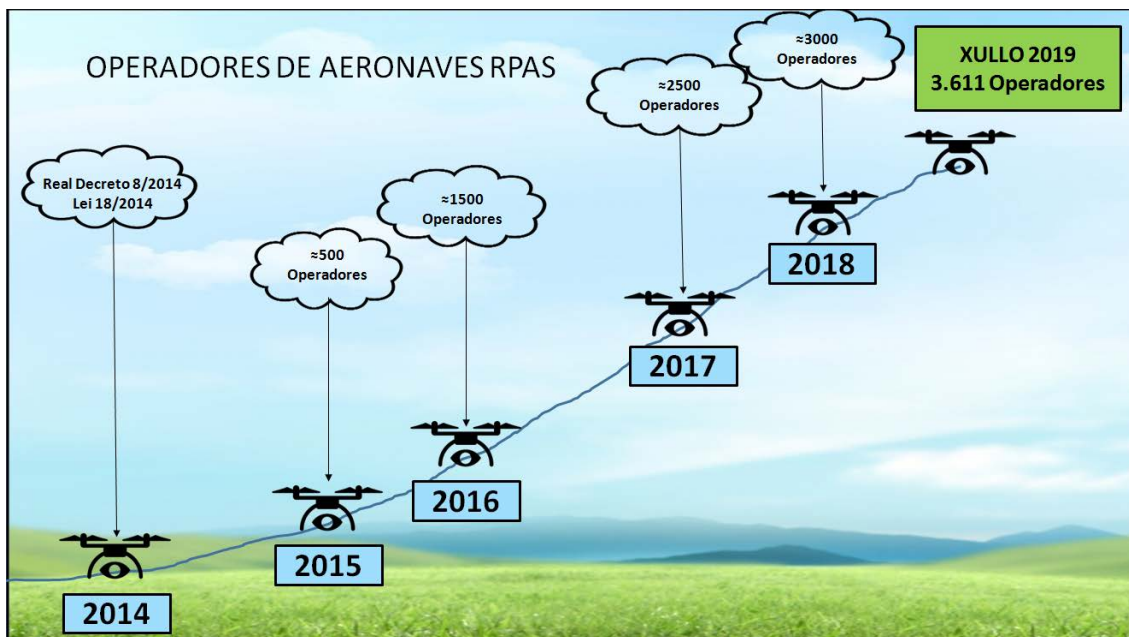 OPERADORES DE AERONAVES RPAS
Real Decreto 8/2014
Lei 18/2014
2014
≈500
Operadores
2015
≈1500
Operadores
2016
≈2500
Operadores
2017
≈3000
Operadores
2018
XULLO 2019
3.611 Operadores